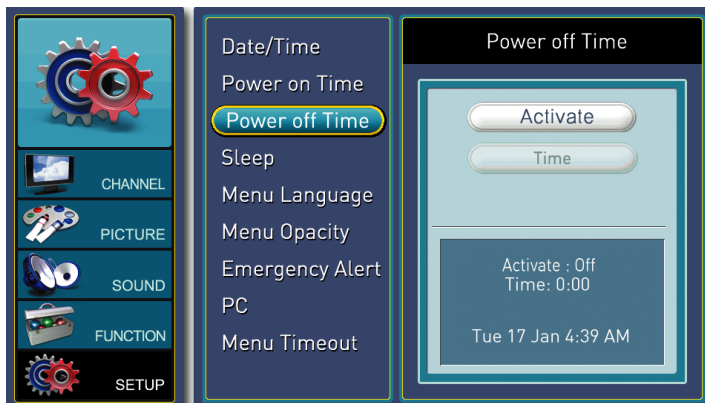 CHANNEL
PICTURE
SOUND
FUNCTION
SETUP
Date/Time
Power on Time
Power off Time
Sleep
Menu Language
Menu Opacity
Emergency Alert
PC
Menu Timeout
Power off Time
Activate
Time
Activate : Off
Time: 0:00
Tue 17 Jan 4:39 AM